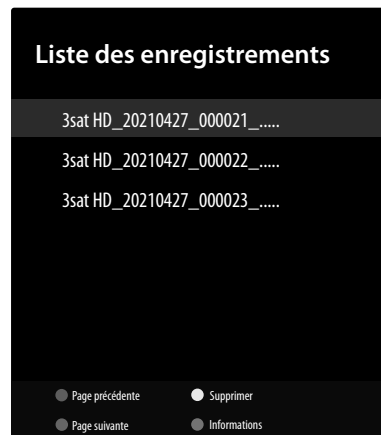 Liste des enregistrements
3sat HD_20210427_000021_.....
3sat HD_20210427_000022_.....
3sat HD_20210427_000023_.....
Page précédente Supprimer
Page suivante Informations